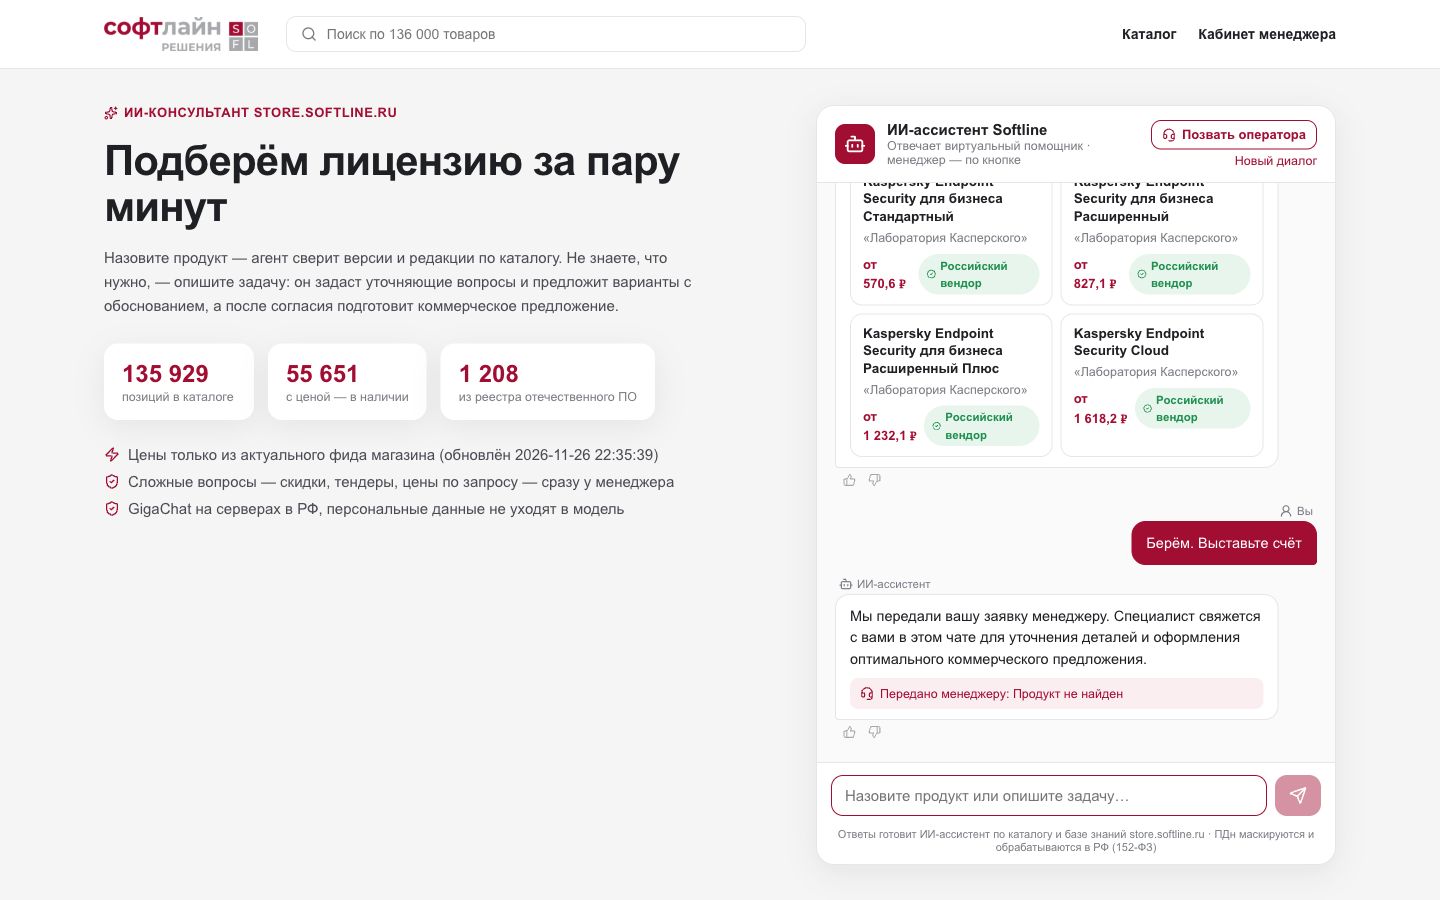 софтлайн
РЕШЕНИЯ
S O
F L
Поиск по 136 000 товаров
Каталог
Кабинет менеджера
ИИ-КОНСУЛЬТАНТ STORE.SOFTLINE.RU
Подберём лицензию за пару
минут
Назовите продукт — агент сверит версии и редакции по каталогу. Не знаете, что
нужно, — опишите задачу: он задаст уточняющие вопросы и предложит варианты с
обоснованием, а после согласия подготовит коммерческое предложение.
135 929
позиций в каталоге
55 651
с ценой — в наличии
1 208
из реестра отечественного ПО
Цены только из актуального фида магазина (обновлён 2026-11-26 22:35:39)
Сложные вопросы — скидки, тендеры, цены по запросу — сразу у менеджера
GigaChat на серверах в РФ, персональные данные не уходят в модель
ИИ-ассистент Softline
Отвечает виртуальный помощник ·
менеджер — по кнопке
Позвать оператора
Новый диалог
Kaspersky Endpoint
Security для бизнеса
Стандартный
«Лаборатория Касперского»
от
570,6 ₽
Российский
вендор
Kaspersky Endpoint
Security для бизнеса
Расширенный
«Лаборатория Касперского»
от
827,1 ₽
Российский
вендор
Kaspersky Endpoint
Security для бизнеса
Расширенный Плюс
«Лаборатория Касперского»
от
1 232,1 ₽
Российский
вендор
Kaspersky Endpoint
Security Cloud
«Лаборатория Касперского»
от
1 618,2 ₽
Российский
вендор
Вы
Берём. Выставьте счёт
ИИ-ассистент
Мы передали вашу заявку менеджеру. Специалист свяжется
с вами в этом чате для уточнения деталей и оформления
оптимального коммерческого предложения.
Передано менеджеру: Продукт не найден
Назовите продукт или опишите задачу…
Ответы готовит ИИ-ассистент по каталогу и базе знаний store.softline.ru · ПДн маскируются и
обрабатываются в РФ (152-ФЗ)